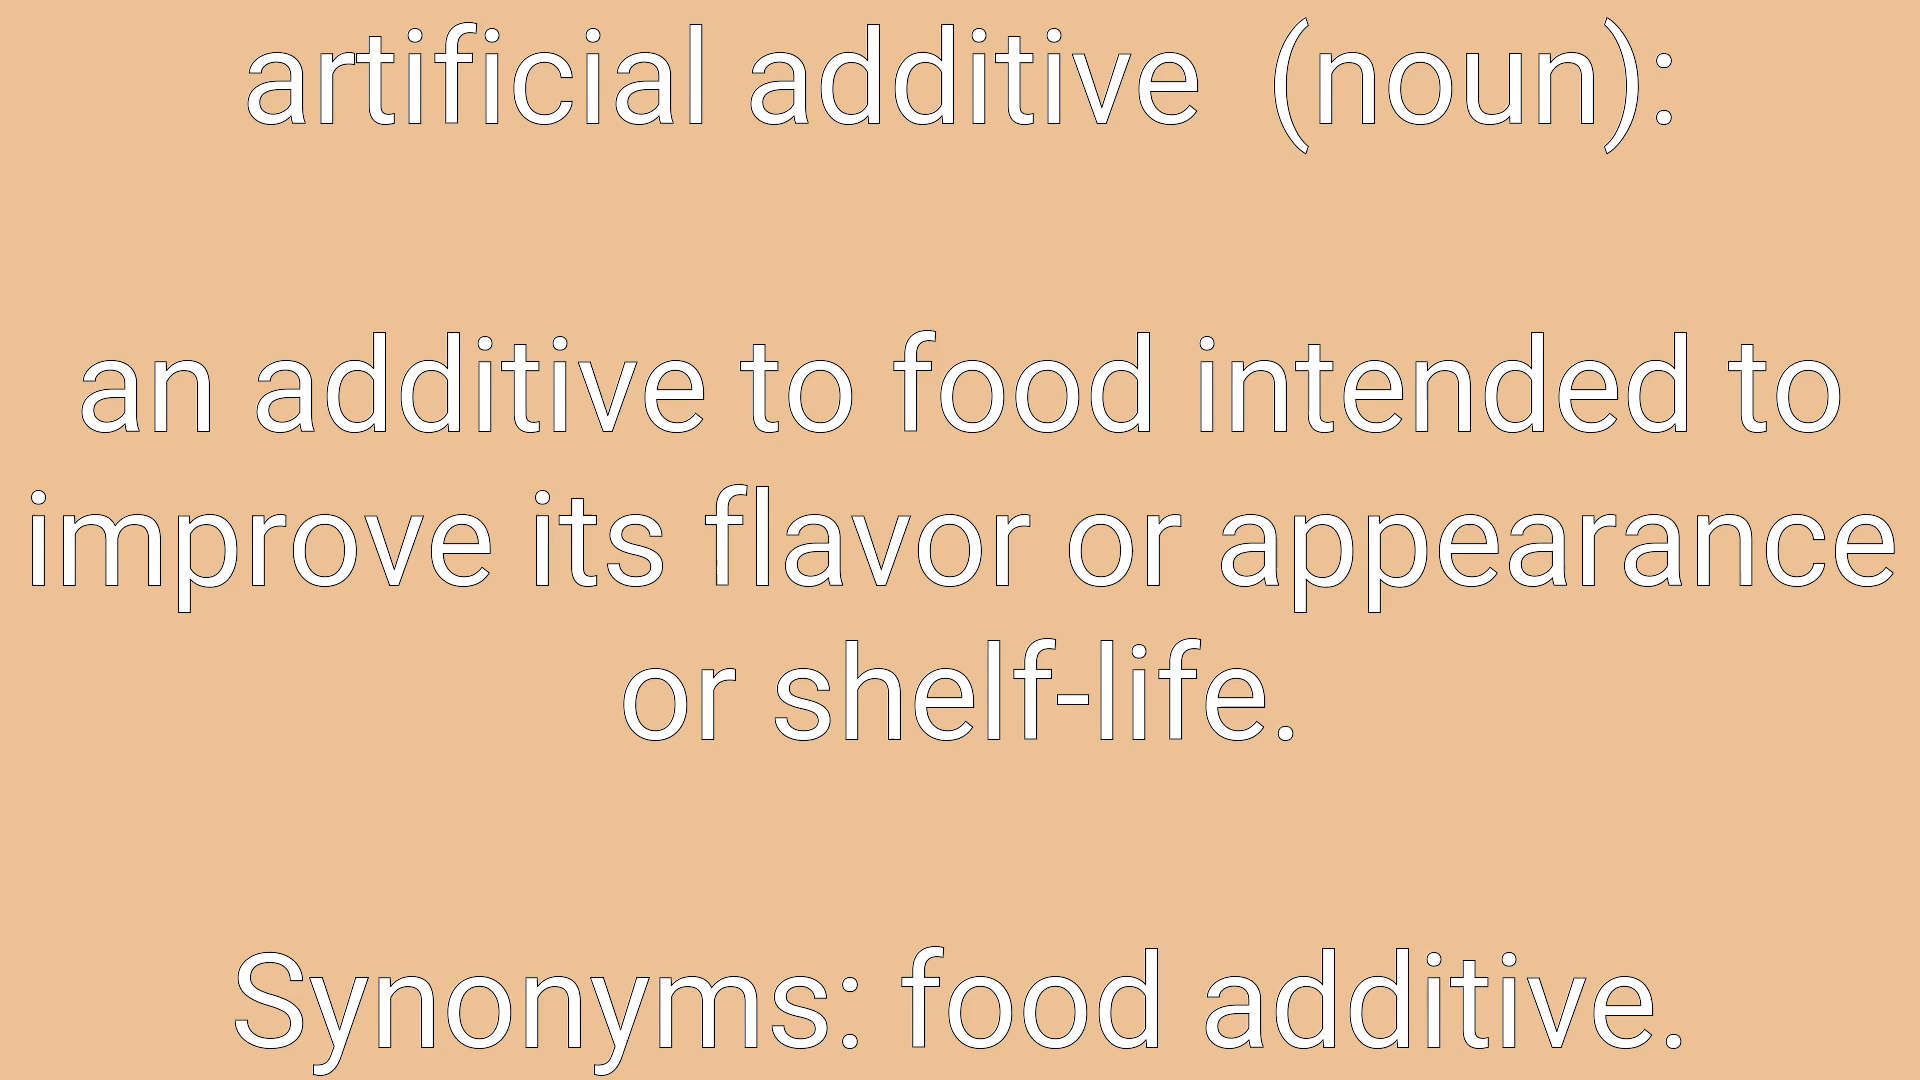 artificial additive  (noun):
an additive to food intended to
improve its flavor or appearance
or shelf-life.
Synonyms: food additive.